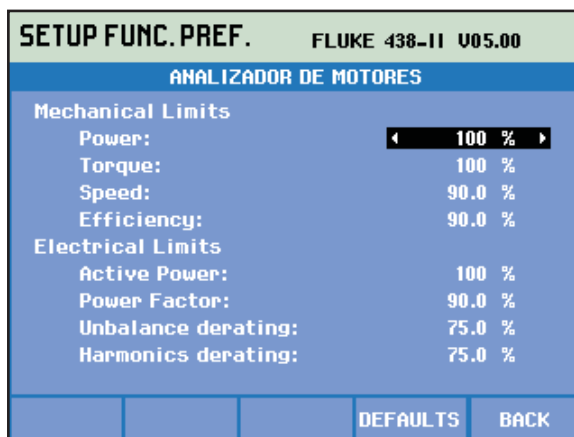 SETUP FUNC. PREF. FLUKE 438-II V05.00
ANALIZADOR DE MOTORES
Mechanical Limits
Power: 100 %
Torque: 100 %
Speed: 90.0 %
Efficiency: 90.0 %
Electrical Limits
Active Power: 100 %
Power Factor: 90.0 %
Unbalance derating: 75.0 %
Harmonics derating: 75.0 %
DEFAULTS BACK